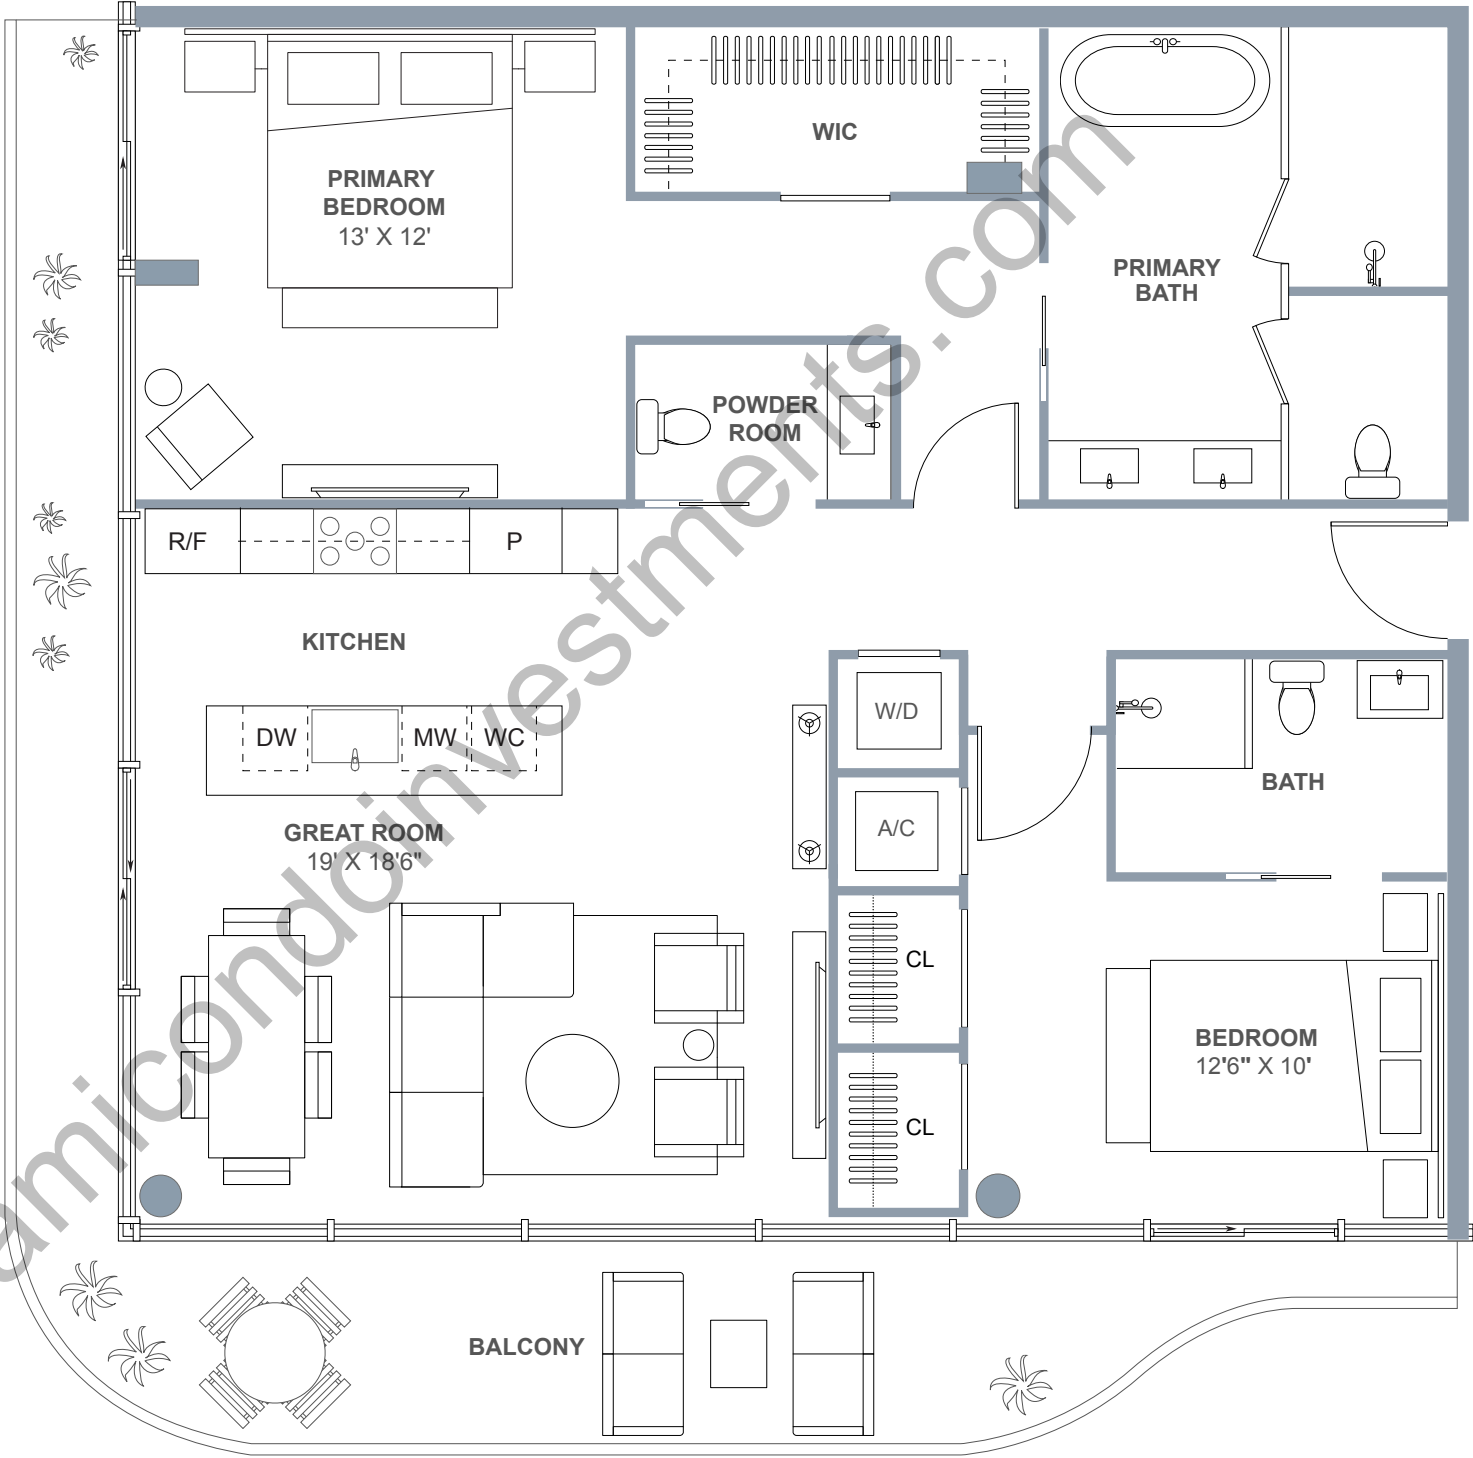 WIC
PRIMARY
BEDROOM
13' X 12'
PRIMARY
BATH
POWDER
ROOM
R/F
P
KITCHEN
W/D
DW
MW
WC
BATH
A/C
GREAT ROOM
19' X 18'6"
CL
BEDROOM
12'6" X 10'
CL
BALCONY
amicondoinvestments.com